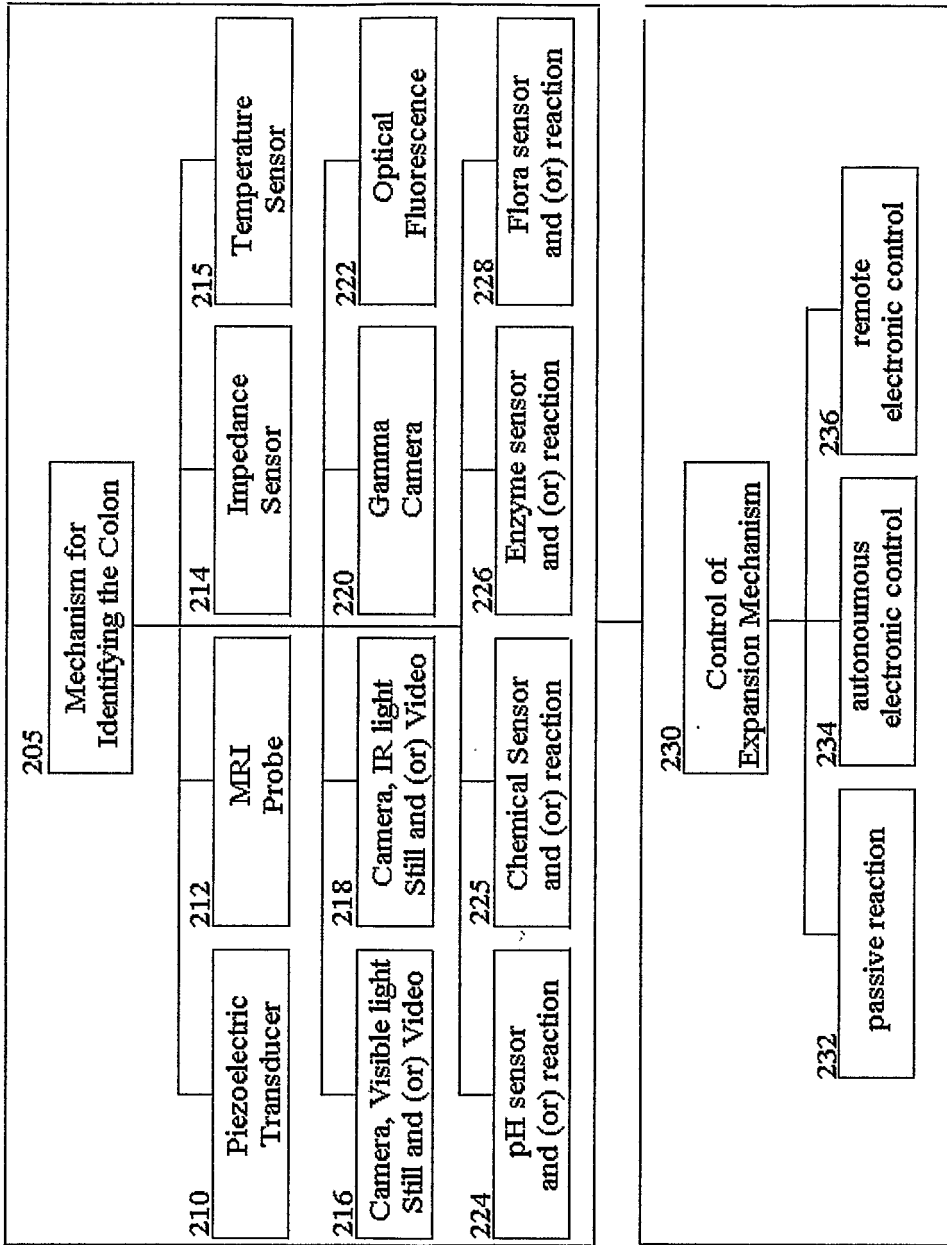 205
Mechanism for
Identifying the Colon
210
Piezoelectric
Transducer
212
MRI
Probe
214
Impedance
Sensor
215
Temperature
Sensor
216
Camera, Visible light
Still and (or) Video
218
Camera, IR light
Still and (or) Video
220
Gamma
Camera
222
Optical
Fluorescence
224
pH sensor
and (or) reaction
225
Chemical Sensor
and (or) reaction
226
Enzyme sensor
and (or) reaction
228
Flora sensor
and (or) reaction
230
Control of
Expansion Mechanism
232
passive reaction
234
autonoumous
electronic control
236
remote
electronic control